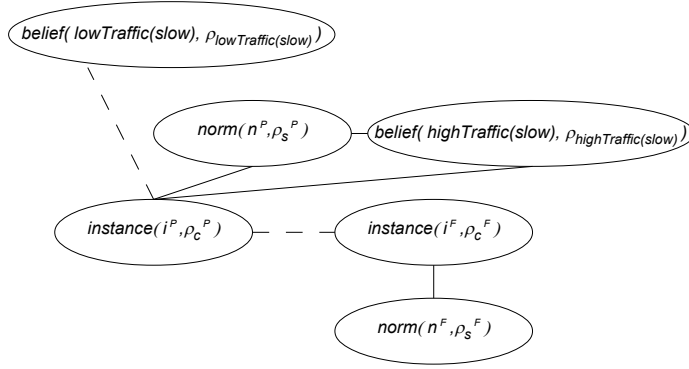 belief( lowTraffic(slow), ρlowTraffic(slow) )
norm( nᴾ,ρsᴾ )
belief( highTraffic(slow), ρhighTraffic(slow) )
instance( iᴾ,ρcᴾ )
instance( iF,ρcF )
norm( nF,ρsF )